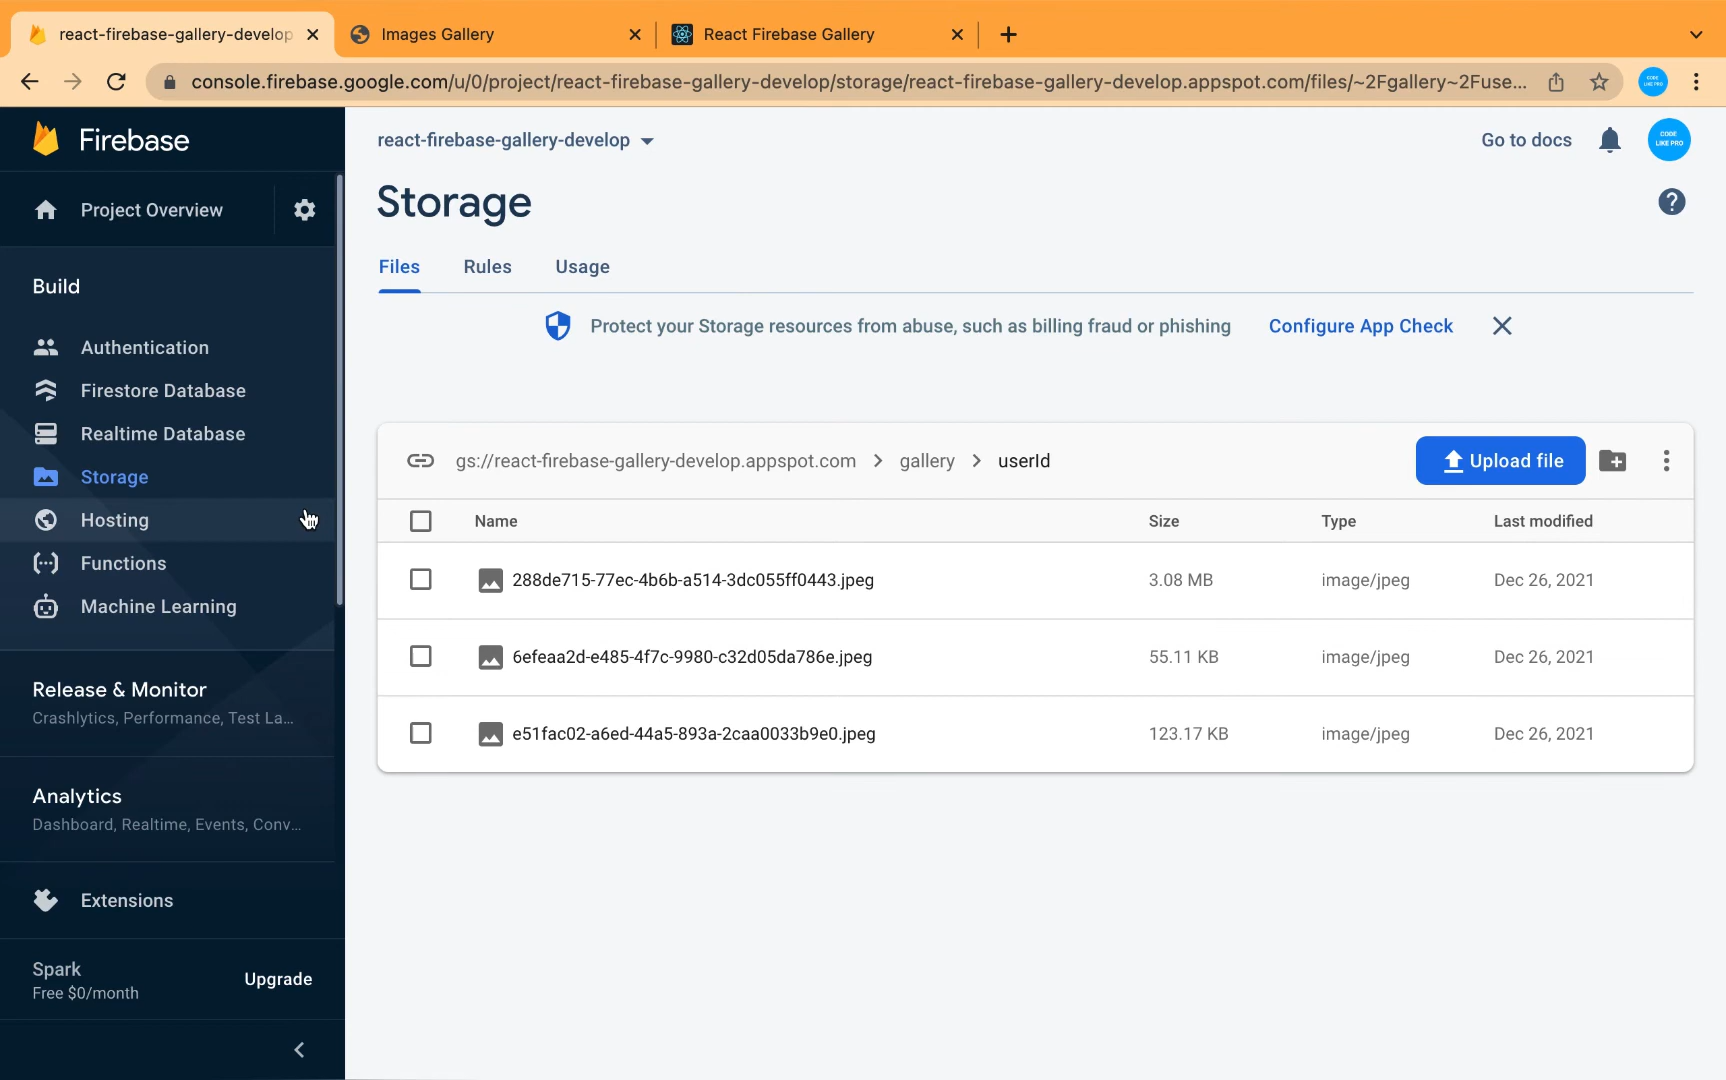 react-firebase-gallery-develop
Images Gallery
React Firebase Gallery
console.firebase.google.com/u/0/project/react-firebase-gallery-develop/storage/react-firebase-gallery-develop.appspot.com/files/~2Fgallery~2Fuse...
CODE LIKE PRO
Firebase
react-firebase-gallery-develop
Go to docs
CODE
LIKE PRO
Project Overview
Storage
Files Rules Usage
Build
Protect your Storage resources from abuse, such as billing fraud or phishing Configure App Check
Authentication
Firestore Database
Realtime Database
Storage
Hosting
Functions
Machine Learning
gs://react-firebase-gallery-develop.appspot.com > gallery > userId
Upload file
Name Size Type Last modified
288de715-77ec-4b6b-a514-3dc055ff0443.jpeg 3.08 MB image/jpeg Dec 26, 2021
6efeaa2d-e485-4f7c-9980-c32d05da786e.jpeg 55.11 KB image/jpeg Dec 26, 2021
e51fac02-a6ed-44a5-893a-2caa0033b9e0.jpeg 123.17 KB image/jpeg Dec 26, 2021
Release & Monitor
Crashlytics, Performance, Test La...
Analytics
Dashboard, Realtime, Events, Conv...
Extensions
Spark
Free $0/month
Upgrade